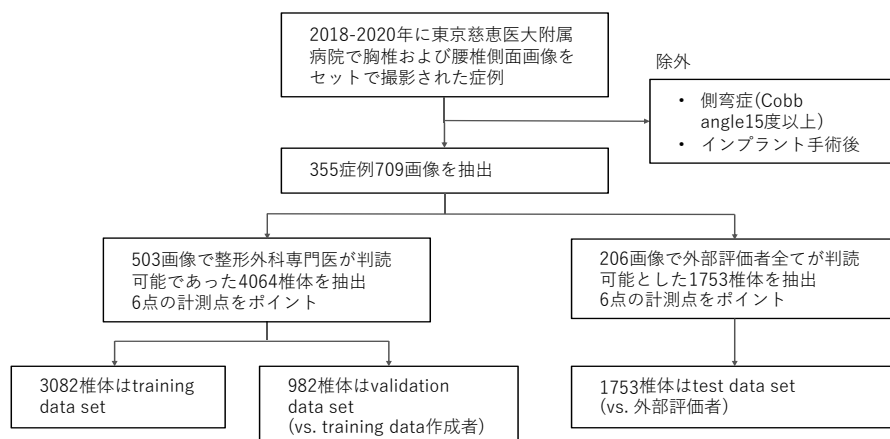 2018-2020年に東京慈恵医大附属
病院で胸椎および腰椎側面画像を
セットで撮影された症例
除外
• 側弯症(Cobb
angle15度以上)
• インプラント手術後
355症例709画像を抽出
503画像で整形外科専門医が判読
可能であった4064椎体を抽出
6点の計測点をポイント
206画像で外部評価者全てが判読
可能とした1753椎体を抽出
6点の計測点をポイント
3082椎体はtraining
data set
982椎体はvalidation
data set
(vs. training data作成者)
1753椎体はtest data set
(vs. 外部評価者)